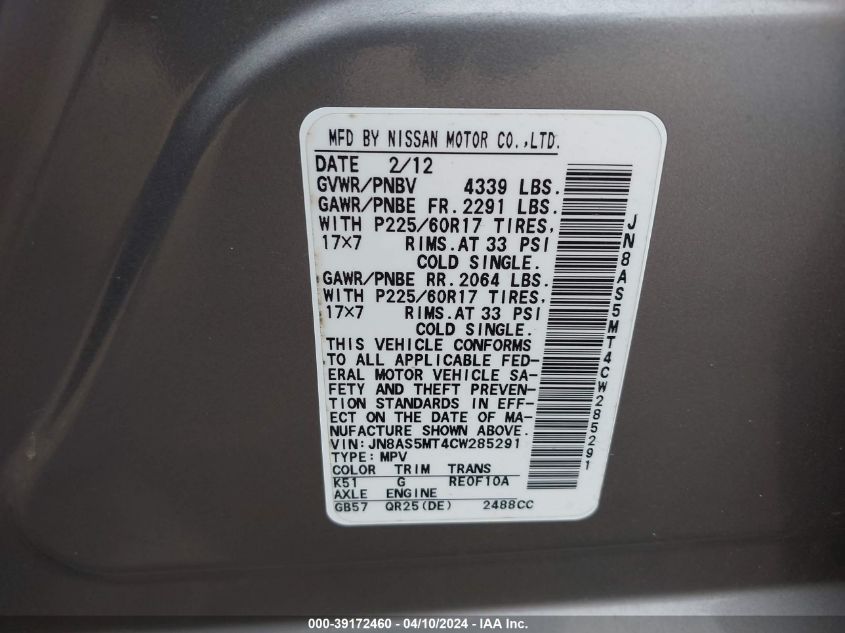 MFD BY NISSAN MOTOR CO.,LTD.
DATE 2/12
GVWR/PNBV 4339 LBS.
GAWR/PNBE FR. 2291 LBS.
WITH P225/60R17 TIRES,
17×7 RIMS.AT 33 PSI
COLD SINGLE.
GAWR/PNBE RR. 2064 LBS.
WITH P225/60R17 TIRES,
17×7 RIMS.AT 33 PSI
COLD SINGLE.
THIS VEHICLE CONFORMS
TO ALL APPLICABLE FED-
ERAL MOTOR VEHICLE SA-
FETY AND THEFT PREVEN-
TION STANDARDS IN EFF-
ECT ON THE DATE OF MA-
NUFACTURE SHOWN ABOVE.
VIN:JN8AS5MT4CW285291
TYPE:MPV
COLOR TRIM TRANS
K51 G RE0F10A
AXLE ENGINE
GB57 QR25(DE) 2488CC
JN8AS5MT4CW285291
000-39172460 - 04/10/2024 - IAA Inc.